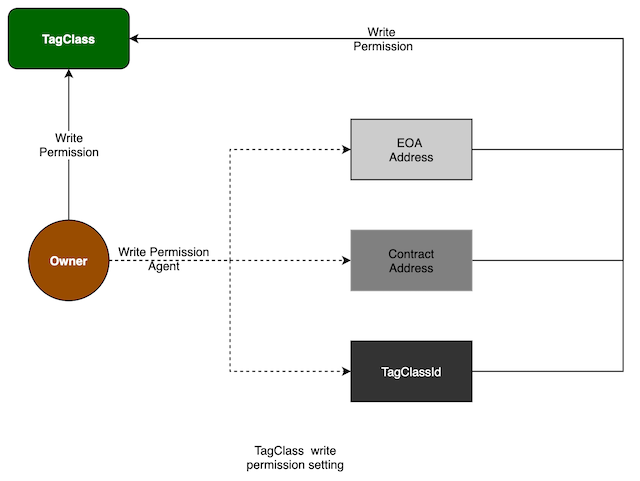 TagClass
Write
Permission
EOA
Address
Write
Permission
Write Permission
Agent
Owner
Contract
Address
TagClassId
TagClass write
permission setting